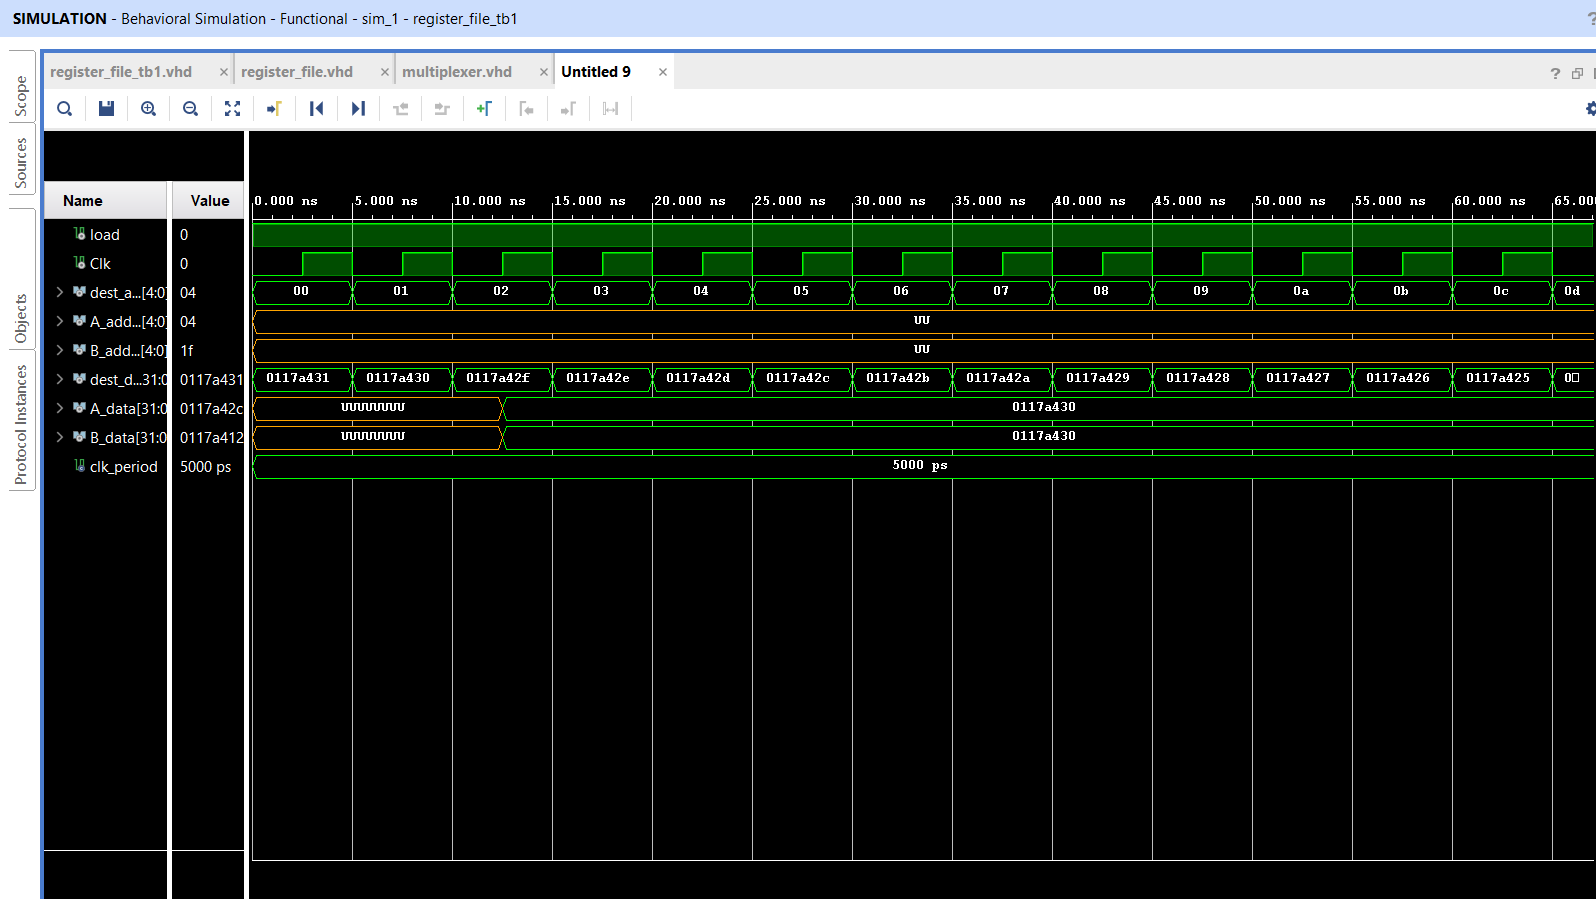 SIMULATION - Behavioral Simulation - Functional - sim_1 - register_file_tb1 ?
Scope
Sources
Objects
Protocol Instances
register_file_tb1.vhd × register_file.vhd × multiplexer.vhd × Untitled 9 × ?
Name Value
0.000 ns 5.000 ns 10.000 ns 15.000 ns 20.000 ns 25.000 ns 30.000 ns 35.000 ns 40.000 ns 45.000 ns 50.000 ns 55.000 ns 60.000 ns 65.00
load 0
Clk 0
dest_a...[4:0] 04 00 01 02 03 04 05 06 07 08 09 0a 0b 0c 0d
A_add...[4:0] 04 UU
B_add...[4:0] 1f UU
dest_d...31:0 0117a431 0117a431 0117a430 0117a42f 0117a42e 0117a42d 0117a42c 0117a42b 0117a42a 0117a429 0117a428 0117a427 0117a426 0117a425 0□
A_data[31:0 0117a42c UUUUUUUU 0117a430
B_data[31:0 0117a412 UUUUUUUU 0117a430
clk_period 5000 ps 5000 ps